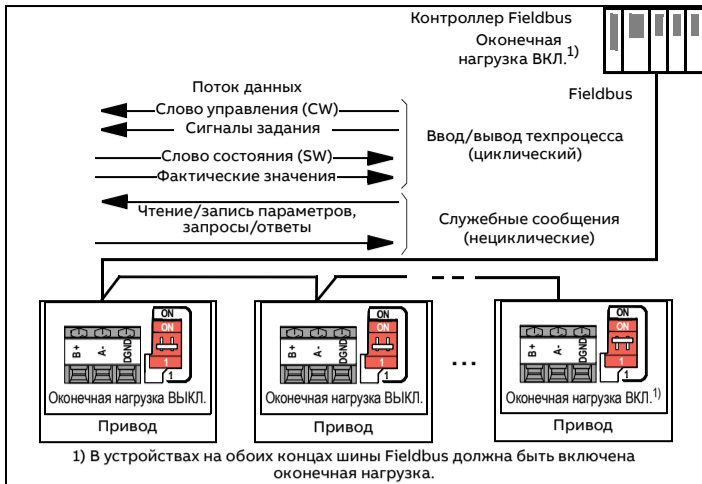 Контроллер Fieldbus
Оконечная
нагрузка ВКЛ.1)
Fieldbus
Поток данных
Слово управления (CW)
Сигналы задания
Слово состояния (SW)
Фактические значения
Ввод/вывод техпроцесса
(циклический)
Чтение/запись параметров,
запросы/ответы
Служебные сообщения
(нециклические)
B+
A-
DGND
ON
ON
1
1
Оконечная нагрузка ВЫКЛ.
Привод
B+
A-
DGND
ON
ON
1
1
Оконечная нагрузка ВЫКЛ.
Привод
...
B+
A-
DGND
ON
ON
1
1
Оконечная нагрузка ВКЛ.1)
Привод
1) В устройствах на обоих концах шины Fieldbus должна быть включена
оконечная нагрузка.